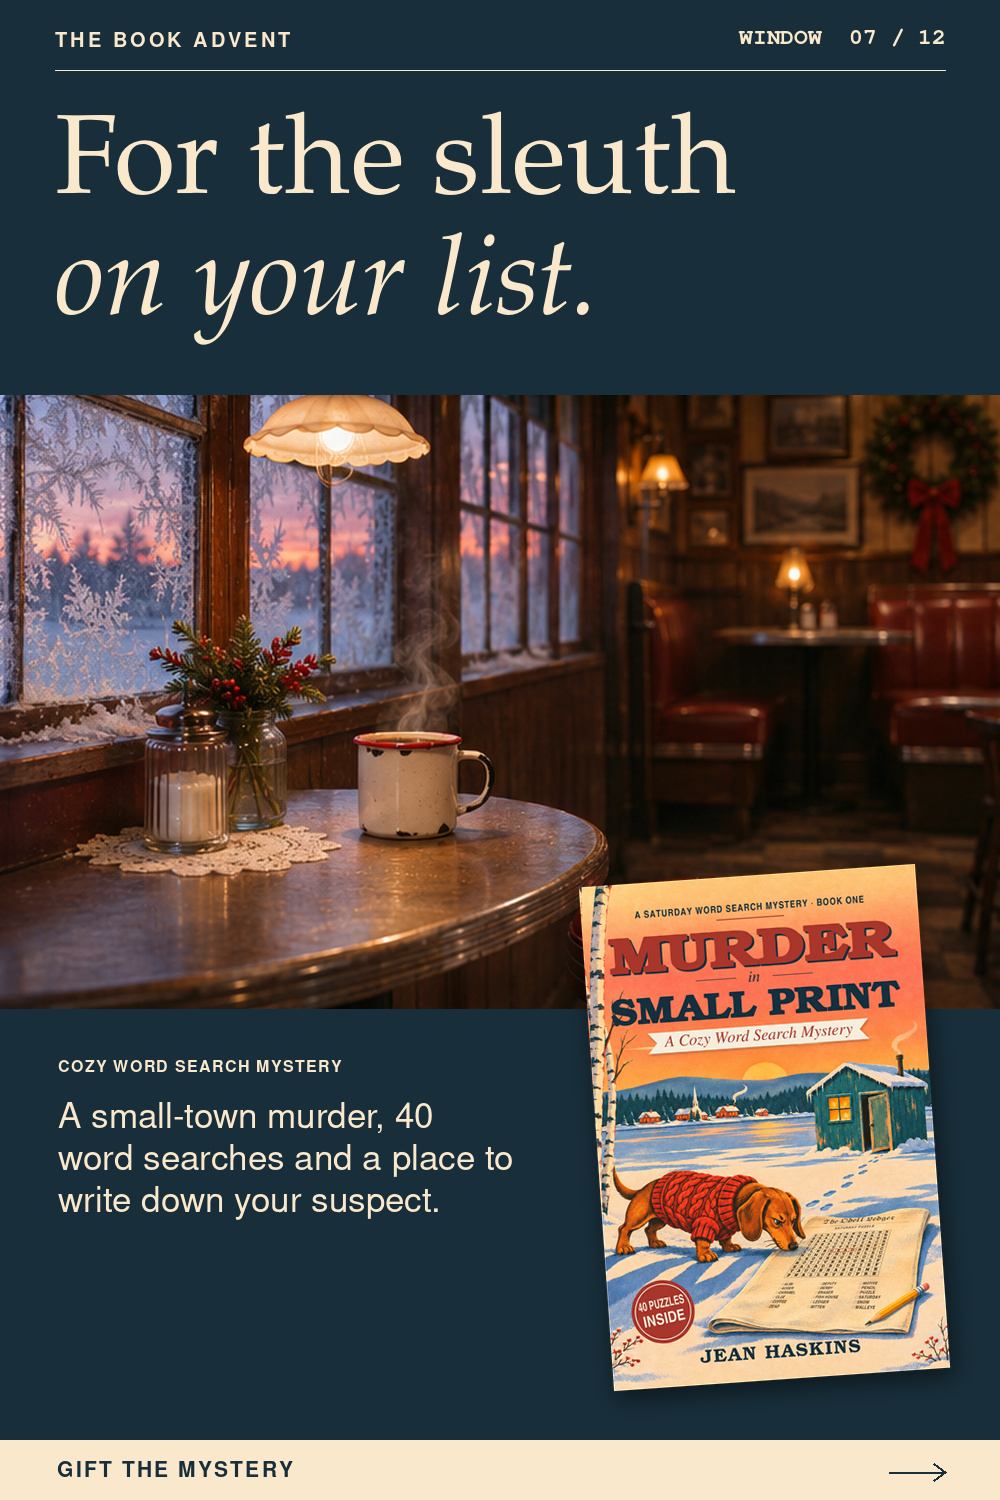 THE BOOK ADVENT
WINDOW 07 / 12
For the sleuth
on your list.
A SATURDAY WORD SEARCH MYSTERY · BOOK ONE
MURDER
in
SMALL PRINT
A Cozy Word Search Mystery
SATURDAY PUZZLE
40 PUZZLES
INSIDE
JEAN HASKINS
COZY WORD SEARCH MYSTERY
A small-town murder, 40
word searches and a place to
write down your suspect.
GIFT THE MYSTERY